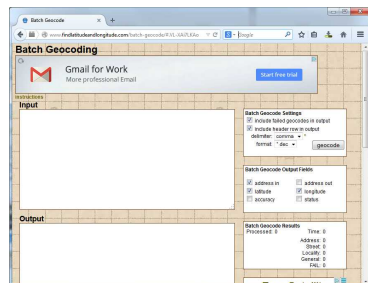 Batch Geocode
www.findlatitudeandlongitude.com/batch-geocode/#.VL-XAiPLKAo
Google
Batch Geocoding
Gmail for Work
More professional Email
Start free trial
instructions
Input
Batch Geocode Settings
include failed geocodes in output
include header row in output
delimiter: comma
format: ° dec
geocode
Batch Geocode Output Fields
address in
address out
latitude
longitude
accuracy
status
Output
Batch Geocode Results
Processed: 0 Time: 0
Address: 0
Street: 0
Locality: 0
General: 0
FAIL: 0